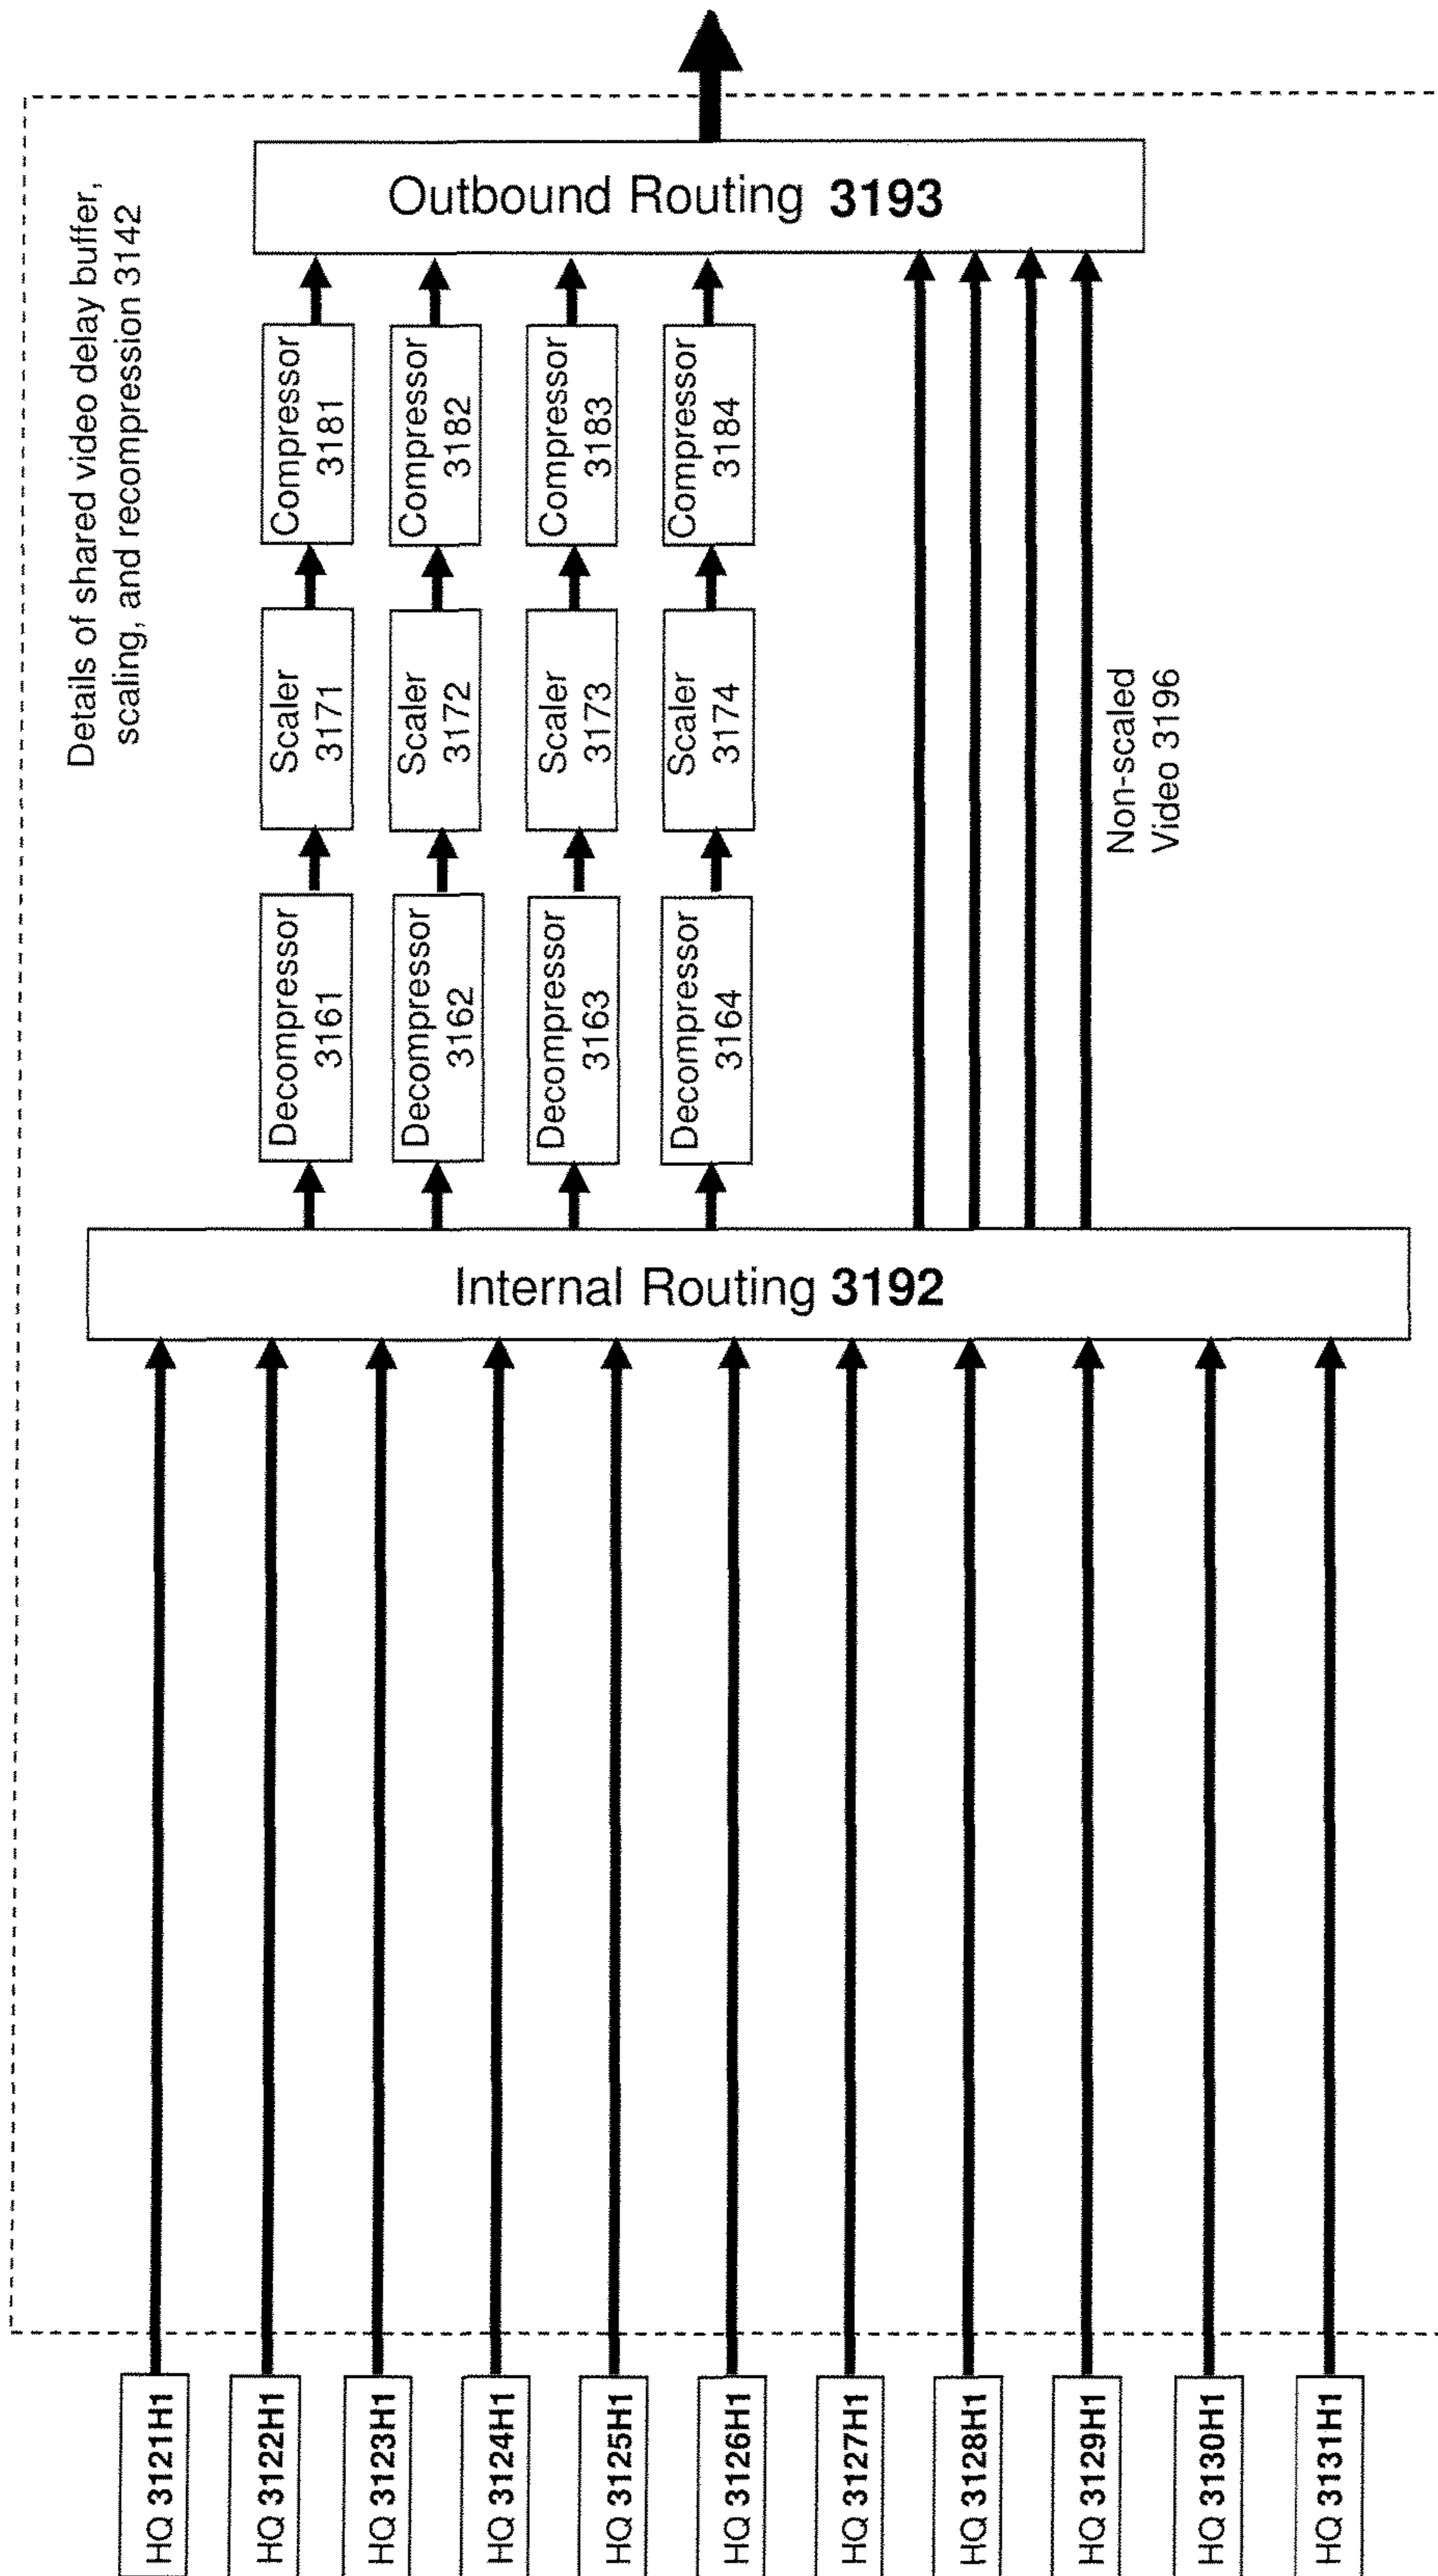 Details of shared video delay buffer,
scaling, and recompression 3142
Outbound Routing 3193
Compressor
3181
Compressor
3182
Compressor
3183
Compressor
3184
Scaler
3171
Scaler
3172
Scaler
3173
Scaler
3174
Decompressor
3161
Decompressor
3162
Decompressor
3163
Decompressor
3164
Non-scaled
Video 3196
Internal Routing 3192
HQ 3121H1
HQ 3122H1
HQ 3123H1
HQ 3124H1
HQ 3125H1
HQ 3126H1
HQ 3127H1
HQ 3128H1
HQ 3129H1
HQ 3130H1
HQ 3131H1